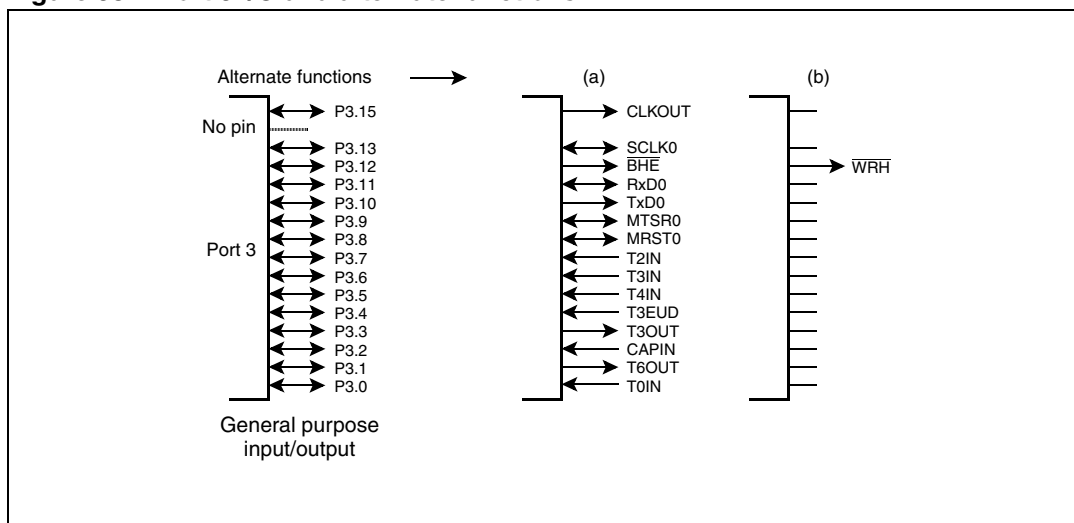 Alternate functions
(a)
(b)
P3.15
No pin
P3.13
P3.12
P3.11
P3.10
P3.9
P3.8
Port 3
P3.7
P3.6
P3.5
P3.4
P3.3
P3.2
P3.1
P3.0
General purpose
input/output
CLKOUT
SCLK0
BHE
RxD0
TxD0
MTSR0
MRST0
T2IN
T3IN
T4IN
T3EUD
T3OUT
CAPIN
T6OUT
T0IN
WRH